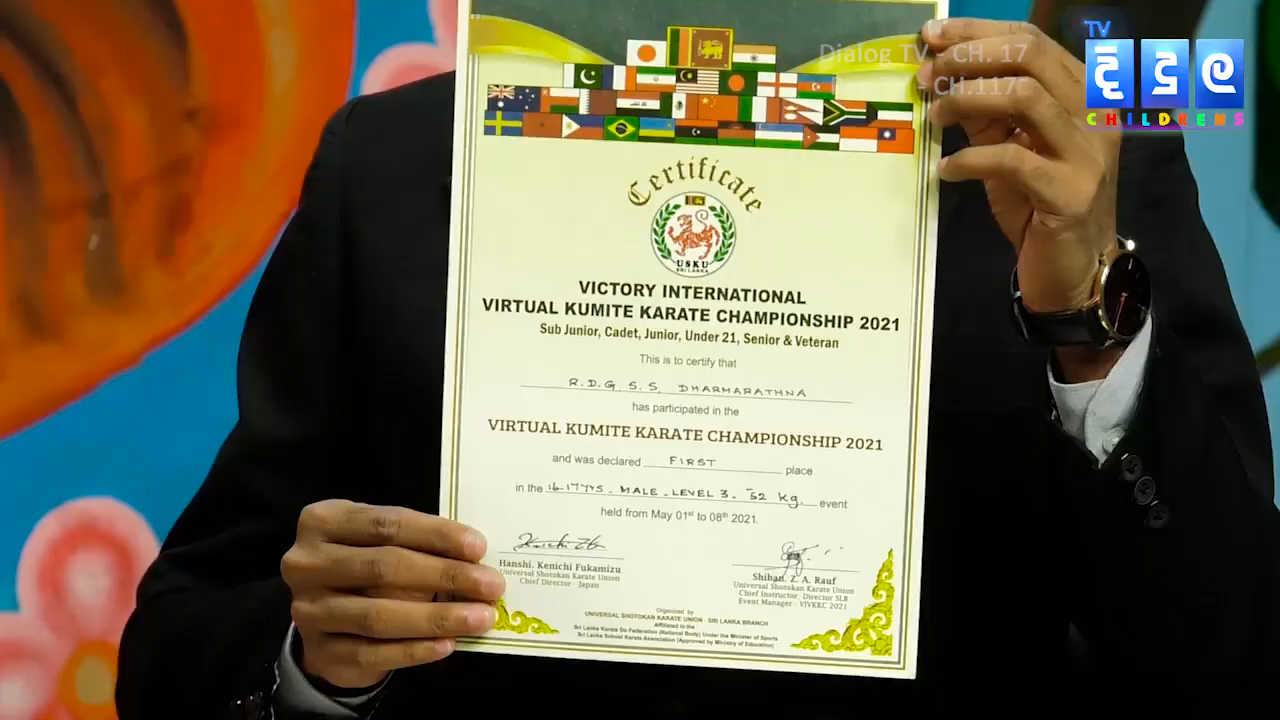 Dialog TV - CH. 17
- CH.117
TV
CHILDRENS
Certificate
USKU
SRI LANKA
VICTORY INTERNATIONAL
VIRTUAL KUMITE KARATE CHAMPIONSHIP 2021
Sub Junior, Cadet, Junior, Under 21, Senior & Veteran
This is to certify that
R.D.G S.S. DHARMARATHNA
has participated in the
VIRTUAL KUMITE KARATE CHAMPIONSHIP 2021
and was declared FIRST place
in the 16-17 yrs. MALE - LEVEL 3. -52 kg. event
held from May 01st to 08th 2021.
Hanshi. Kenichi Fukamizu
Universal Shotokan Karate Union
Chief Director - Japan
Shihan. Z. A. Rauf
Universal Shotokan Karate Union
Chief Instructor, Director SLB
Event Manager - VIVKKC 2021
Organized by
UNIVERSAL SHOTOKAN KARATE UNION - SRI LANKA BRANCH
Affiliated to the :
Sri Lanka Karate Do Federation (National Body) Under the Minister of Sports
Sri Lanka School Karate Association (Approved by Ministry of Education)